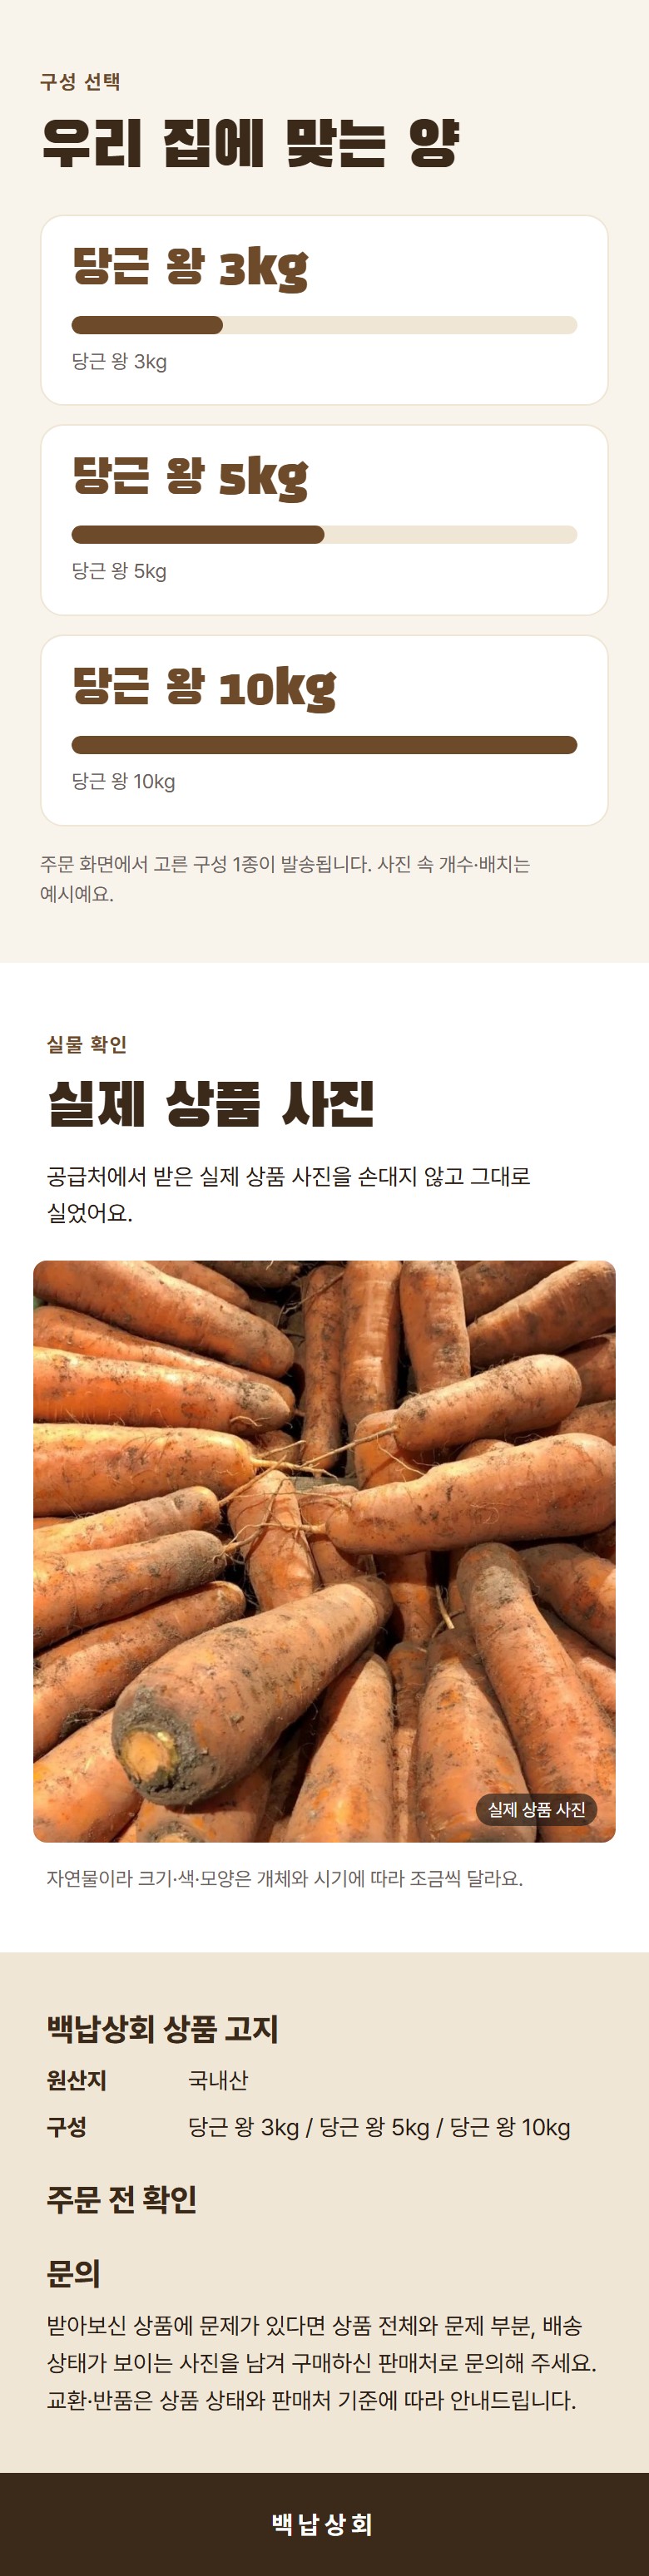 구성 선택
우리 집에 맞는 양
당근 왕 3kg
당근 왕 3kg
당근 왕 5kg
당근 왕 5kg
당근 왕 10kg
당근 왕 10kg
주문 화면에서 고른 구성 1종이 발송됩니다. 사진 속 개수·배치는
예시예요.
실물 확인
실제 상품 사진
공급처에서 받은 실제 상품 사진을 손대지 않고 그대로
실었어요.
실제 상품 사진
자연물이라 크기·색·모양은 개체와 시기에 따라 조금씩 달라요.
백납상회 상품 고지
원산지 국내산
구성 당근 왕 3kg / 당근 왕 5kg / 당근 왕 10kg
주문 전 확인
문의
받아보신 상품에 문제가 있다면 상품 전체와 문제 부분, 배송
상태가 보이는 사진을 남겨 구매하신 판매처로 문의해 주세요.
교환·반품은 상품 상태와 판매처 기준에 따라 안내드립니다.
백납상회